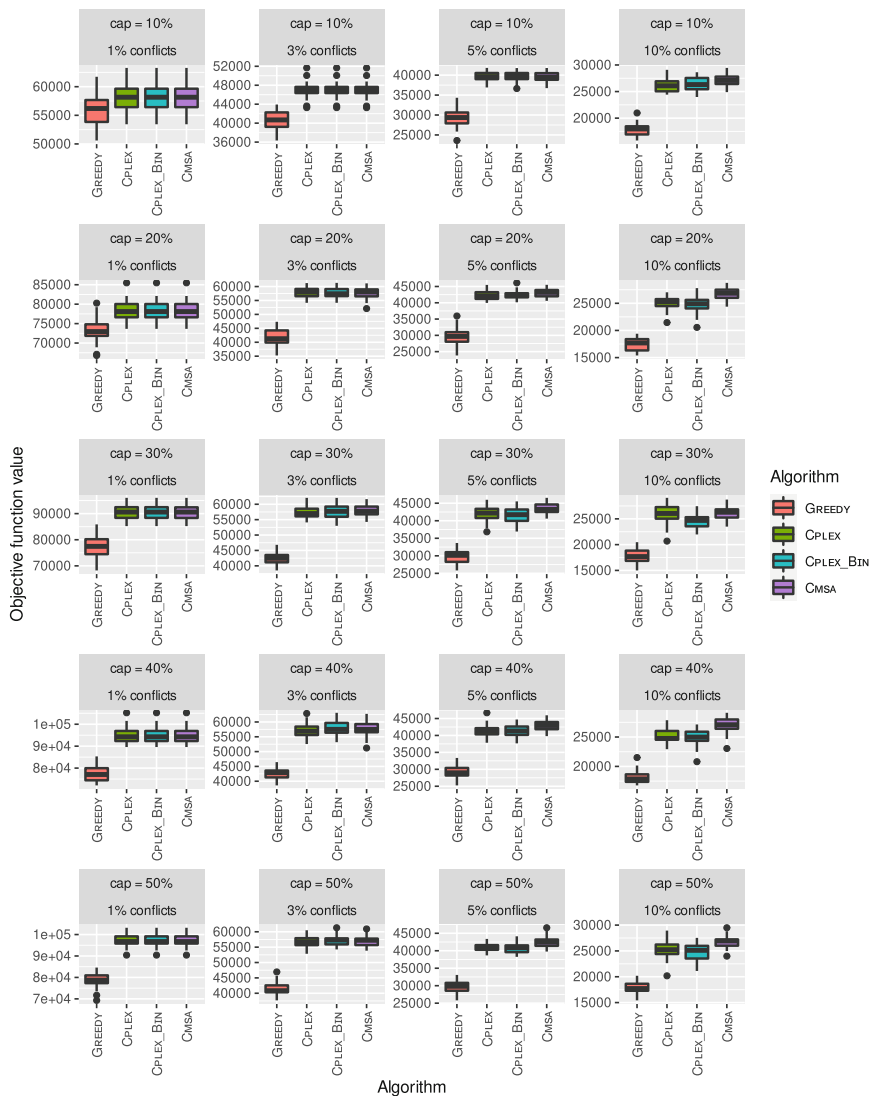 cap = 10% cap = 10% cap = 10% cap = 10%
1% conflicts 3% conflicts 5% conflicts 10% conflicts
60000
55000
50000
52000
48000
44000
40000
36000
40000
35000
30000
25000
30000
20000
GREEDY CPLEX CPLEX_BIN CMSA GREEDY CPLEX CPLEX_BIN CMSA GREEDY CPLEX CPLEX_BIN CMSA GREEDY CPLEX CPLEX_BIN CMSA
cap = 20% cap = 20% cap = 20% cap = 20%
1% conflicts 3% conflicts 5% conflicts 10% conflicts
85000
80000
75000
70000
60000
55000
50000
45000
40000
35000
45000
40000
35000
30000
25000
25000
20000
15000
GREEDY CPLEX CPLEX_BIN CMSA GREEDY CPLEX CPLEX_BIN CMSA GREEDY CPLEX CPLEX_BIN CMSA GREEDY CPLEX CPLEX_BIN CMSA
cap = 30% cap = 30% cap = 30% cap = 30%
1% conflicts 3% conflicts 5% conflicts 10% conflicts
90000
80000
70000
60000
55000
50000
45000
40000
45000
40000
35000
30000
25000
25000
20000
15000
GREEDY CPLEX CPLEX_BIN CMSA GREEDY CPLEX CPLEX_BIN CMSA GREEDY CPLEX CPLEX_BIN CMSA GREEDY CPLEX CPLEX_BIN CMSA
cap = 40% cap = 40% cap = 40% cap = 40%
1% conflicts 3% conflicts 5% conflicts 10% conflicts
1e+05
9e+04
8e+04
60000
55000
50000
45000
40000
45000
40000
35000
30000
25000
25000
20000
GREEDY CPLEX CPLEX_BIN CMSA GREEDY CPLEX CPLEX_BIN CMSA GREEDY CPLEX CPLEX_BIN CMSA GREEDY CPLEX CPLEX_BIN CMSA
cap = 50% cap = 50% cap = 50% cap = 50%
1% conflicts 3% conflicts 5% conflicts 10% conflicts
1e+05
9e+04
8e+04
7e+04
60000
55000
50000
45000
40000
45000
40000
35000
30000
25000
30000
25000
20000
15000
GREEDY CPLEX CPLEX_BIN CMSA GREEDY CPLEX CPLEX_BIN CMSA GREEDY CPLEX CPLEX_BIN CMSA GREEDY CPLEX CPLEX_BIN CMSA
Algorithm
Objective function value
Algorithm
GREEDY
CPLEX
CPLEX_BIN
CMSA